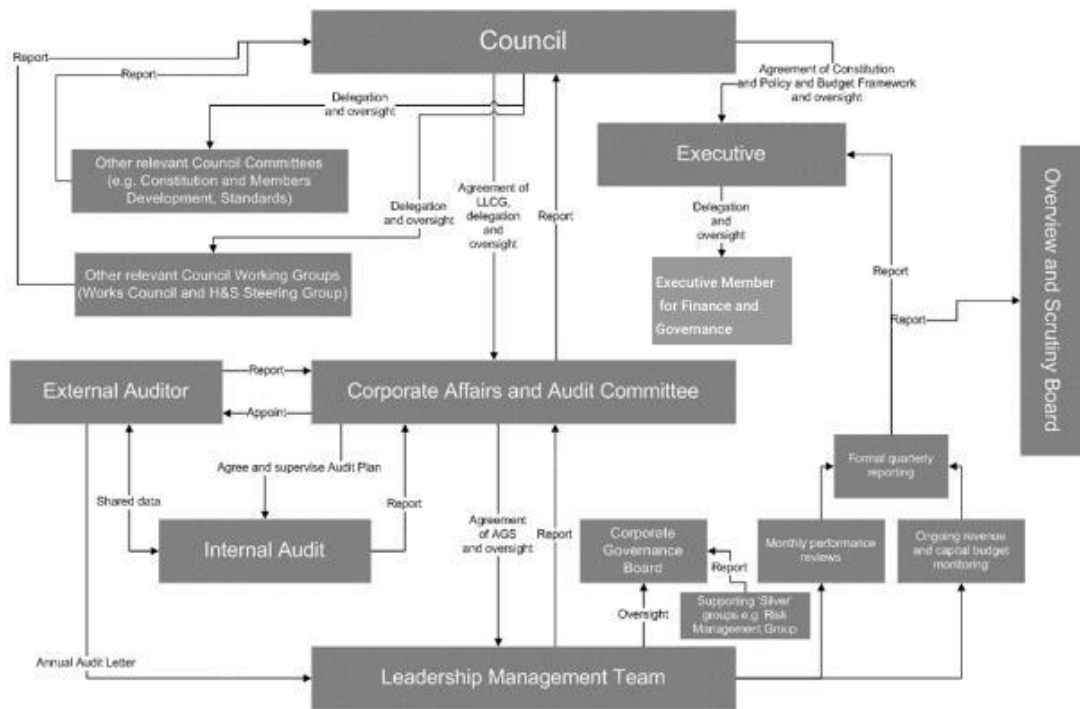 Council
Report
Report
Agreement of Constitution
and Policy and Budget Framework
and oversight
Delegation
and oversight
Executive
Other relevant Council Committees
(e.g. Constitution and Members
Development, Standards)
Agreement of
LLCG,
delegation
and
oversight
Report
Delegation
and oversight
Delegation
and
oversight
Other relevant Council Working Groups
(Works Council and H&S Steering Group)
Executive Member
for Finance and
Governance
Report
Report
Overview and Scrutiny Board
External Auditor
Report
Appoint
Corporate Affairs and Audit Committee
Agree and supervise Audit Plan
Shared data
Report
Internal Audit
Agreement
of AGS
and oversight
Report
Formal quarterly
reporting
Corporate
Governance
Board
Monthly performance
reviews
Ongoing revenue
and capital budget
monitoring
Report
Oversight
Supporting 'Silver'
groups e.g. Risk
Management Group
Annual Audit Letter
Leadership Management Team